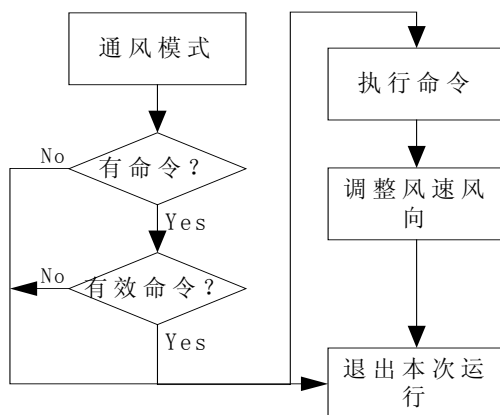 通风模式
有命令？
No
Yes
有效命令？
No
Yes
执行命令
调整风速风
向
退出本次运
行